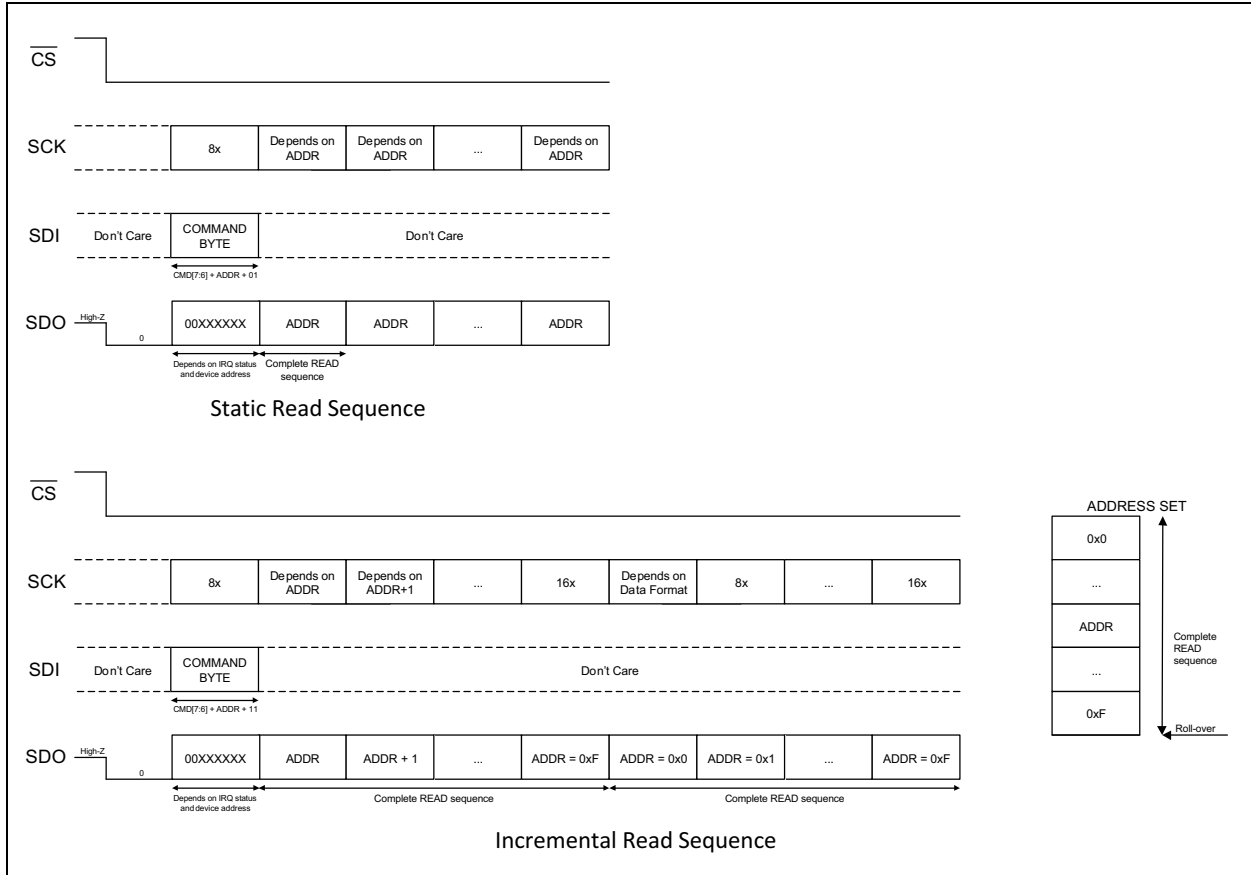 CS
SCK
8x
Depends on
ADDR
Depends on
ADDR
...
Depends on
ADDR
SDI
Don't Care
COMMAND
BYTE
Don't Care
CMD[7:6] + ADDR + 01
SDO
High-Z
0
00XXXXXX
ADDR
ADDR
...
ADDR
Depends on IRQ status
and device address
Complete READ
sequence
Static Read Sequence
CS
SCK
8x
Depends on
ADDR
Depends on
ADDR+1
...
16x
Depends on
Data Format
8x
...
16x
SDI
Don't Care
COMMAND
BYTE
Don't Care
CMD[7:6] + ADDR + 11
SDO
High-Z
0
00XXXXXX
ADDR
ADDR + 1
...
ADDR = 0xF
ADDR = 0x0
ADDR = 0x1
...
ADDR = 0xF
Depends on IRQ status
and device address
Complete READ sequence
Complete READ sequence
Incremental Read Sequence
ADDRESS SET
0x0
...
ADDR
...
0xF
Complete
READ
sequence
Roll-over